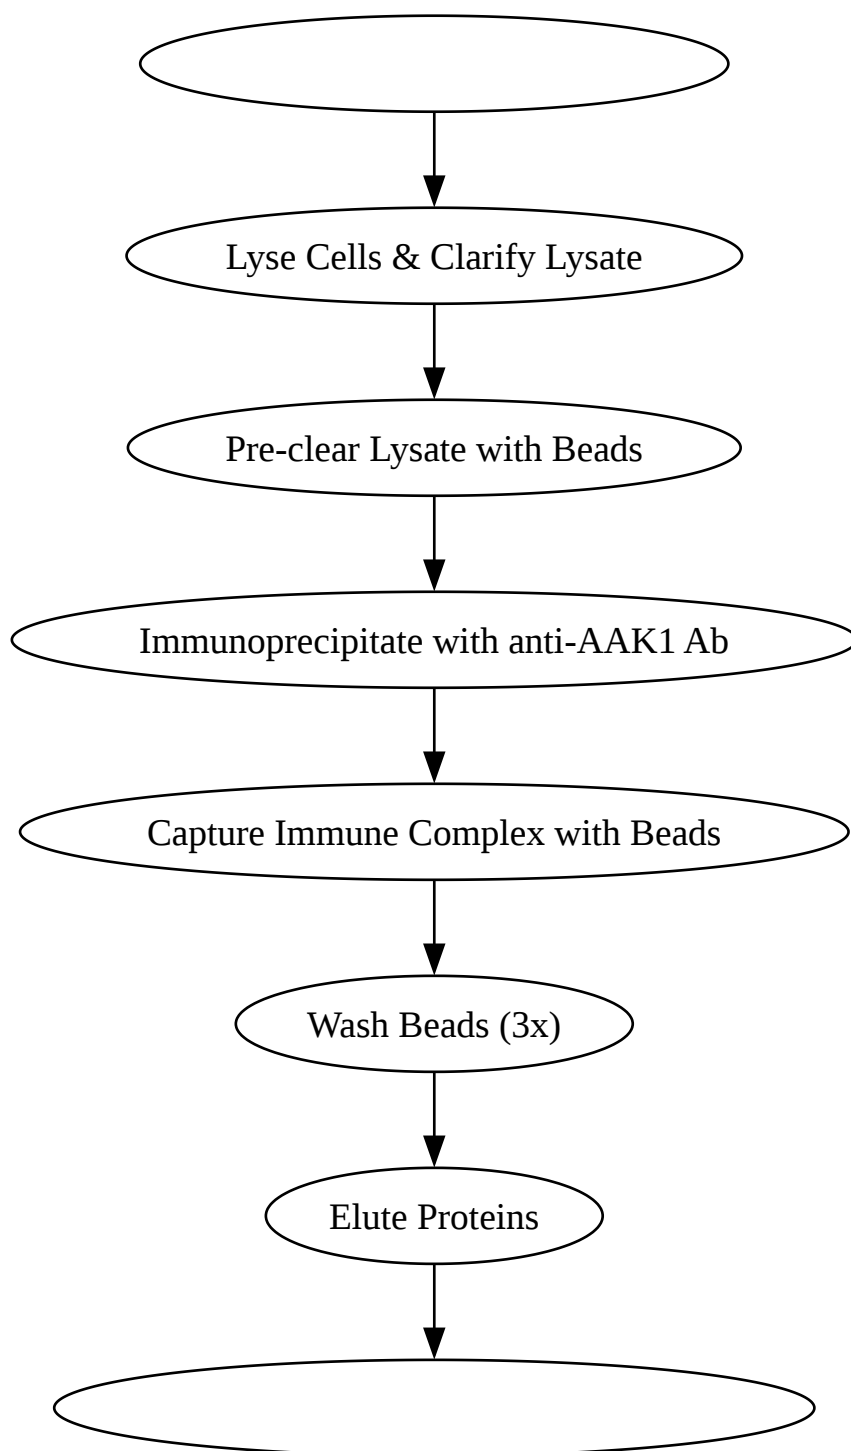 Lyse Cells & Clarify Lysate
Pre-clear Lysate with Beads
Immunoprecipitate with anti-AAK1 Ab
Capture Immune Complex with Beads
Wash Beads (3x)
Elute Proteins